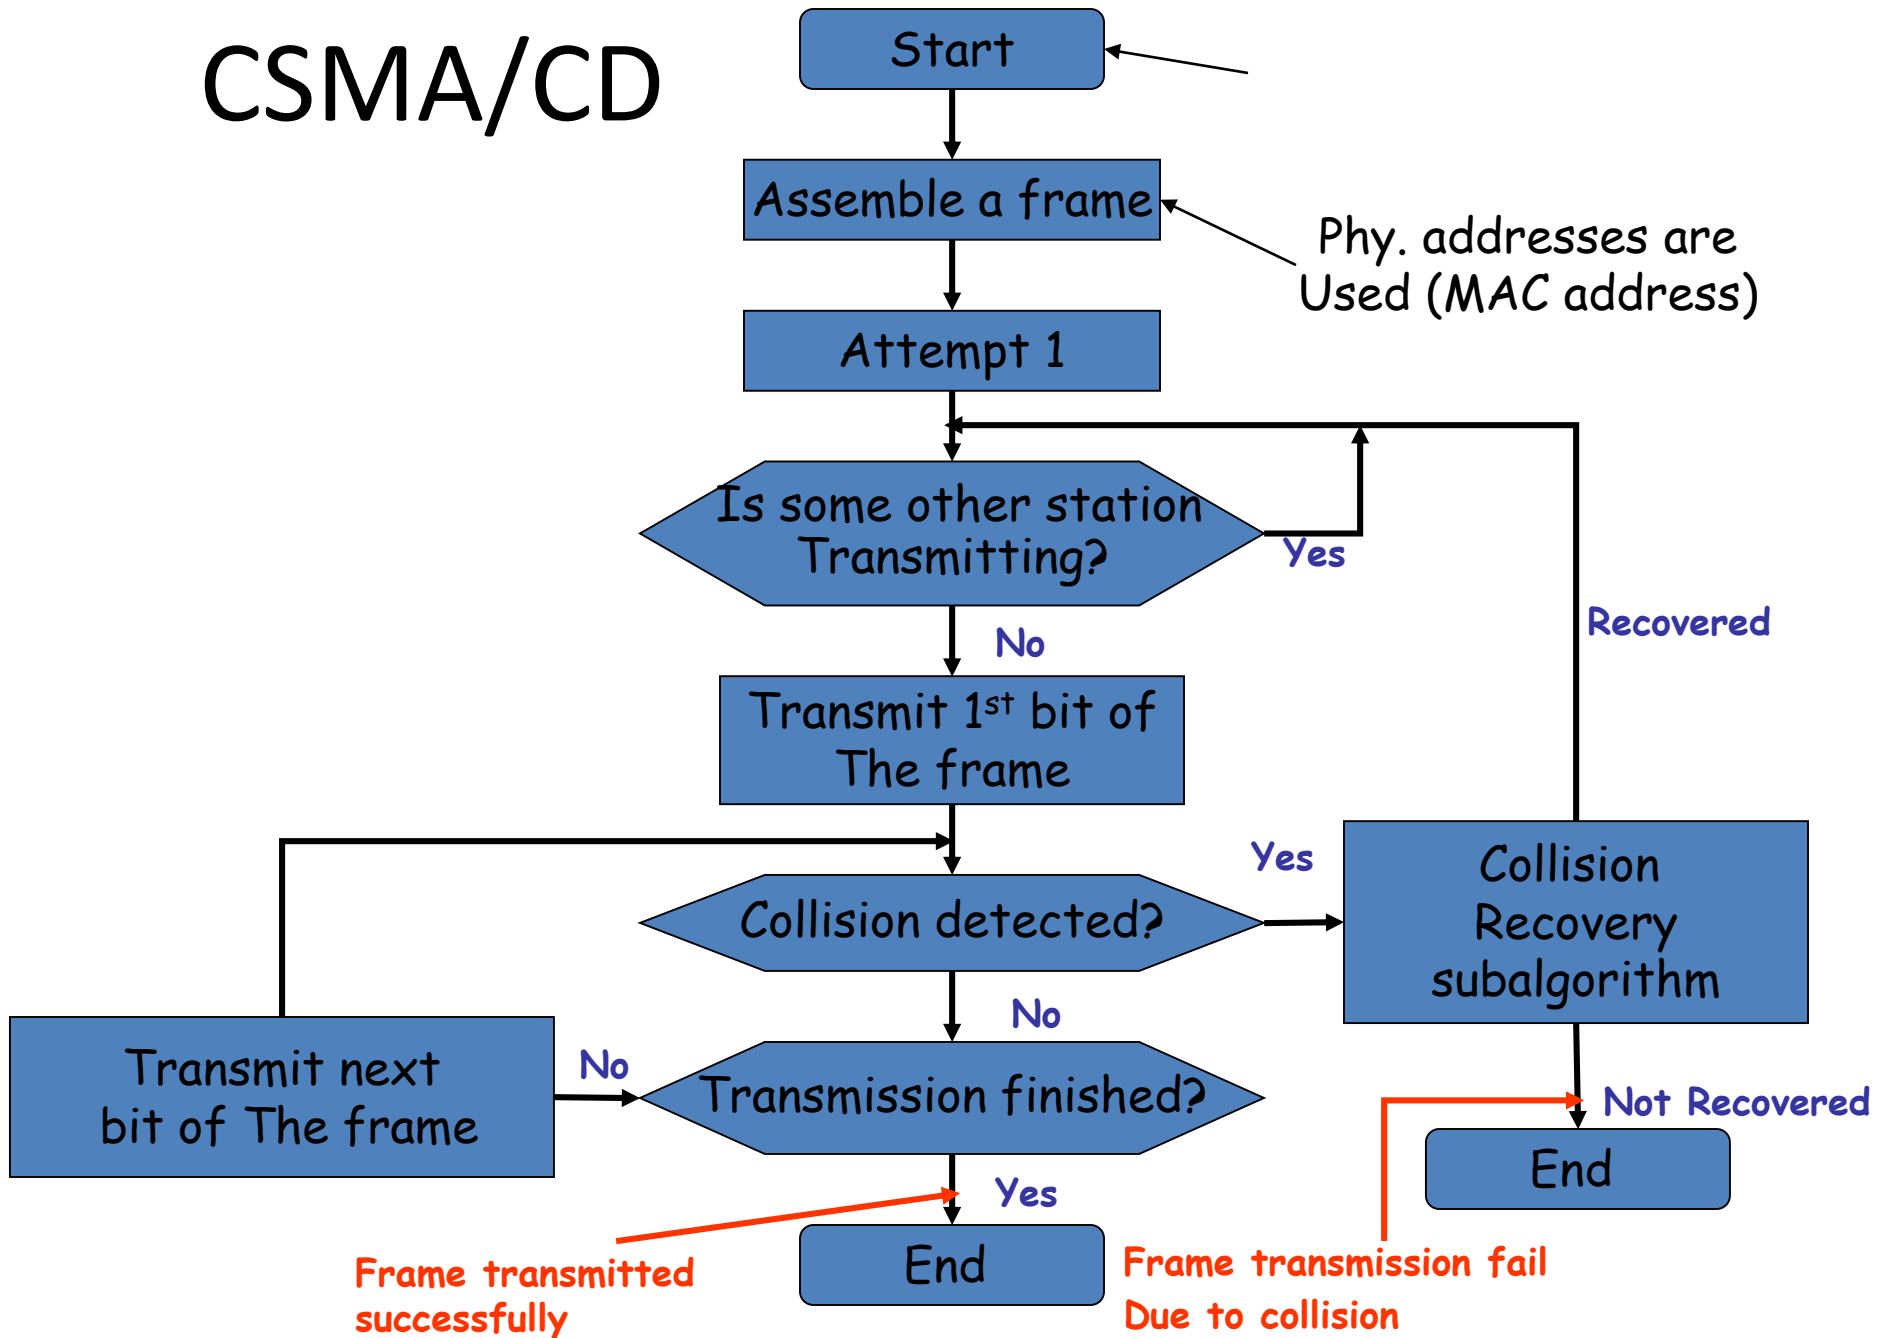 CSMA/CD
Start
Assemble a frame
Phy. addresses are
Used (MAC address)
Attempt 1
Is some other station
Transmitting?
Yes
Recovered
No
Transmit 1st bit of
The frame
Collision detected?
Yes
Collision
Recovery
subalgorithm
No
Transmit next
bit of The frame
No
Transmission finished?
Not Recovered
End
Yes
End
Frame transmitted
successfully
Frame transmission fail
Due to collision